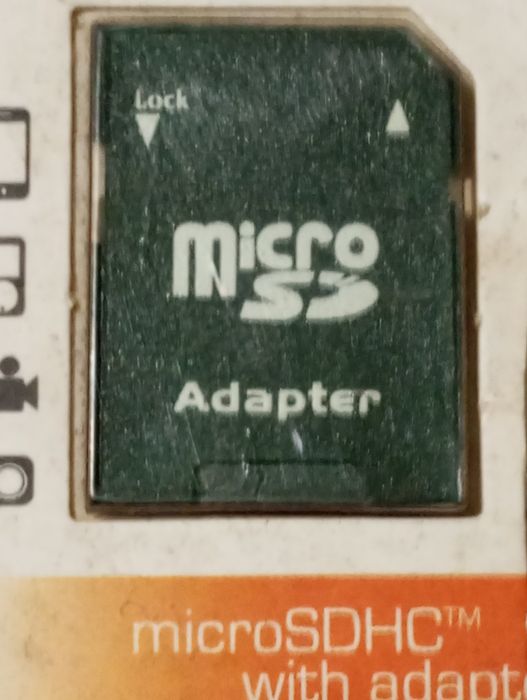 Lock
micro
SD
Adapter
microSDHC™
with adapt